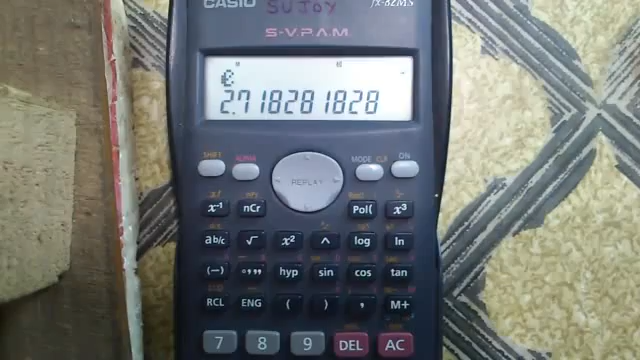 CASIO SUJOY fx-82MS
S-V.P.A.M.
M
e
2.718281828
SHIFT ALPHA MODE CLR ON
REPLAY
x-¹ nCr Pol( x³
ab/c √ x² ^ log ln
(−) °,,, hyp sin cos tan
RCL ENG ( ) , M+
7 8 9 DEL AC